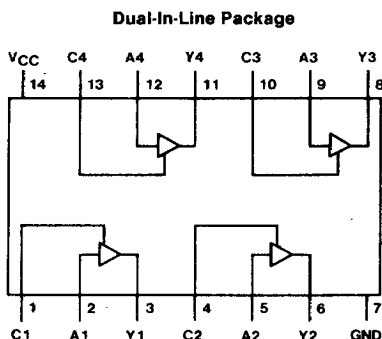 Dual-In-Line Package
VCC C4 A4 Y4 C3 A3 Y3
14 13 12 11 10 9 8
1 2 3 4 5 6 7
C1 A1 Y1 C2 A2 Y2 GND